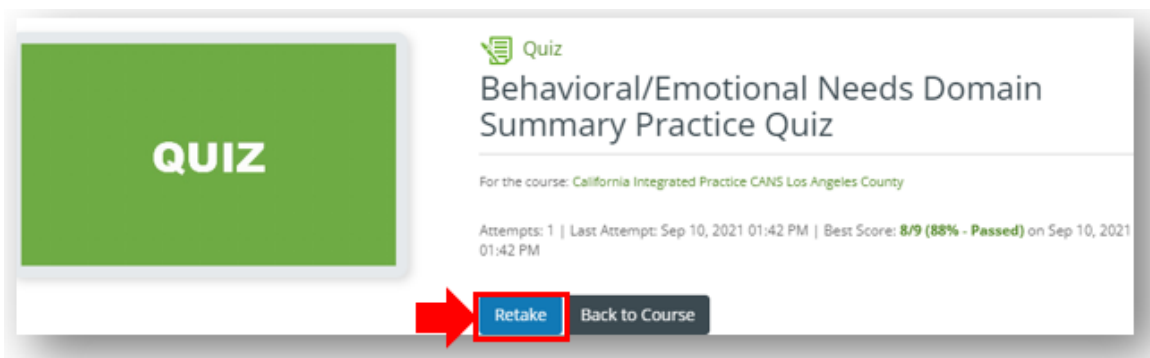 QUIZ
Quiz
Behavioral/Emotional Needs Domain
Summary Practice Quiz
For the course: California Integrated Practice CANS Los Angeles County
Attempts: 1 | Last Attempt: Sep 10, 2021 01:42 PM | Best Score: 8/9 (88% - Passed) on Sep 10, 2021
01:42 PM
Retake Back to Course